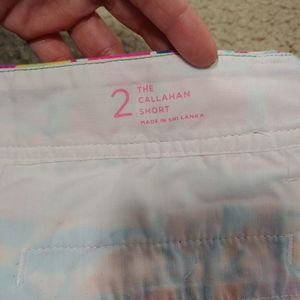 2
THE
CALLAHAN
SHORT
MADE IN SRI LANKA